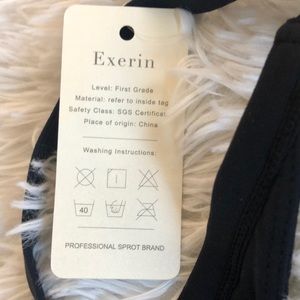 Exerin
Level: First Grade
Material: refer to inside tag
Safety Class: SGS Certificat
Place of origin: China
Washing Instructions:
40
PROFESSIONAL SPROT BRAND